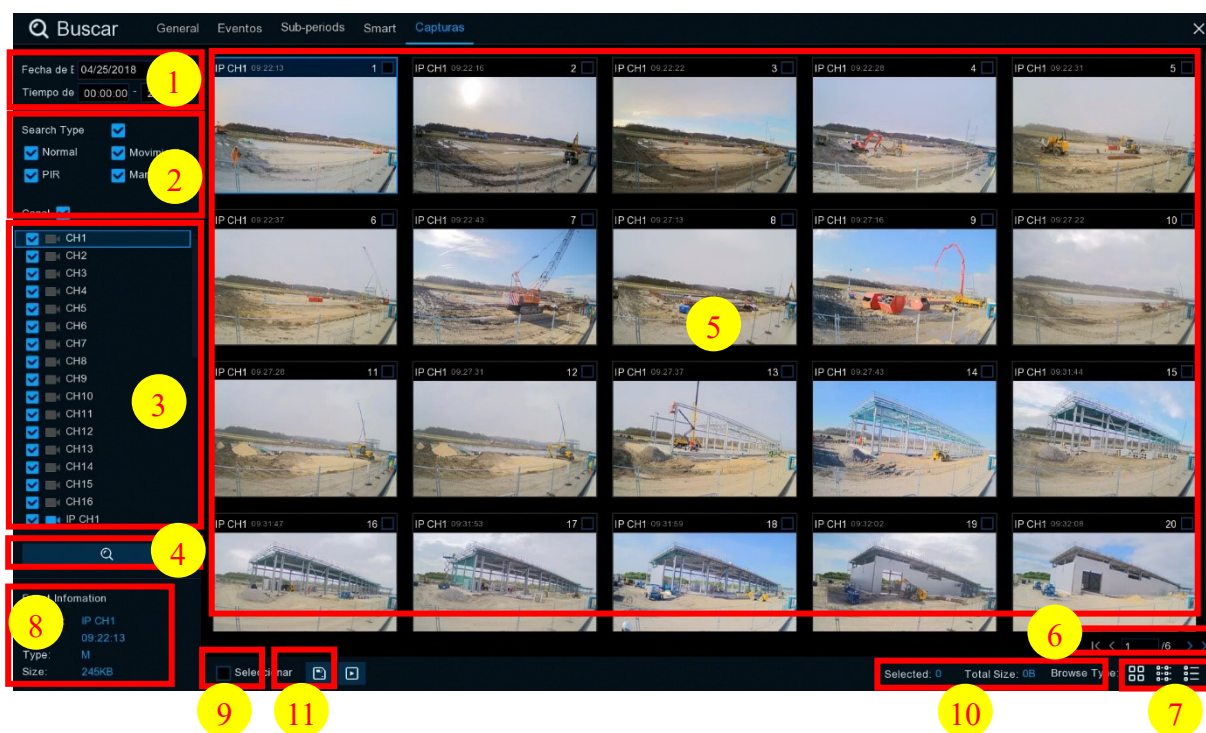 Buscar General Eventos Sub-periods Smart Capturas
Fecha de E 04/25/2018
1
Tiempo de 00:00:00 -
Search Type
Normal
PIR
2
CH1
CH2
CH3
CH4
CH5
CH6
CH7
CH8
CH9
CH10
CH11
CH12
CH13
CH14
CH15
CH16
IP CH1
3
4
IP CH1
09:22:13
Type: M
Size: 245KB
8
IP CH1 09:22:13 1
IP CH1 09:22:16 2
IP CH1 09:22:22 3
IP CH1 09:22:28 4
IP CH1 09:22:31 5
IP CH1 09:22:37 6
IP CH1 09:22:43 7
IP CH1 09:27:13 8
IP CH1 09:27:16 9
IP CH1 09:27:22 10
5
IP CH1 09:27:28 11
IP CH1 09:27:31 12
IP CH1 09:27:37 13
IP CH1 09:27:43 14
IP CH1 09:31:44 15
IP CH1 09:31:47 16
IP CH1 09:31:53 17
IP CH1 09:31:59 18
IP CH1 09:32:02 19
IP CH1 09:32:08 20
6
1 /6
Seleccionar
Selected: 0 Total Size: 0B Browse Type:
9
11
10
7